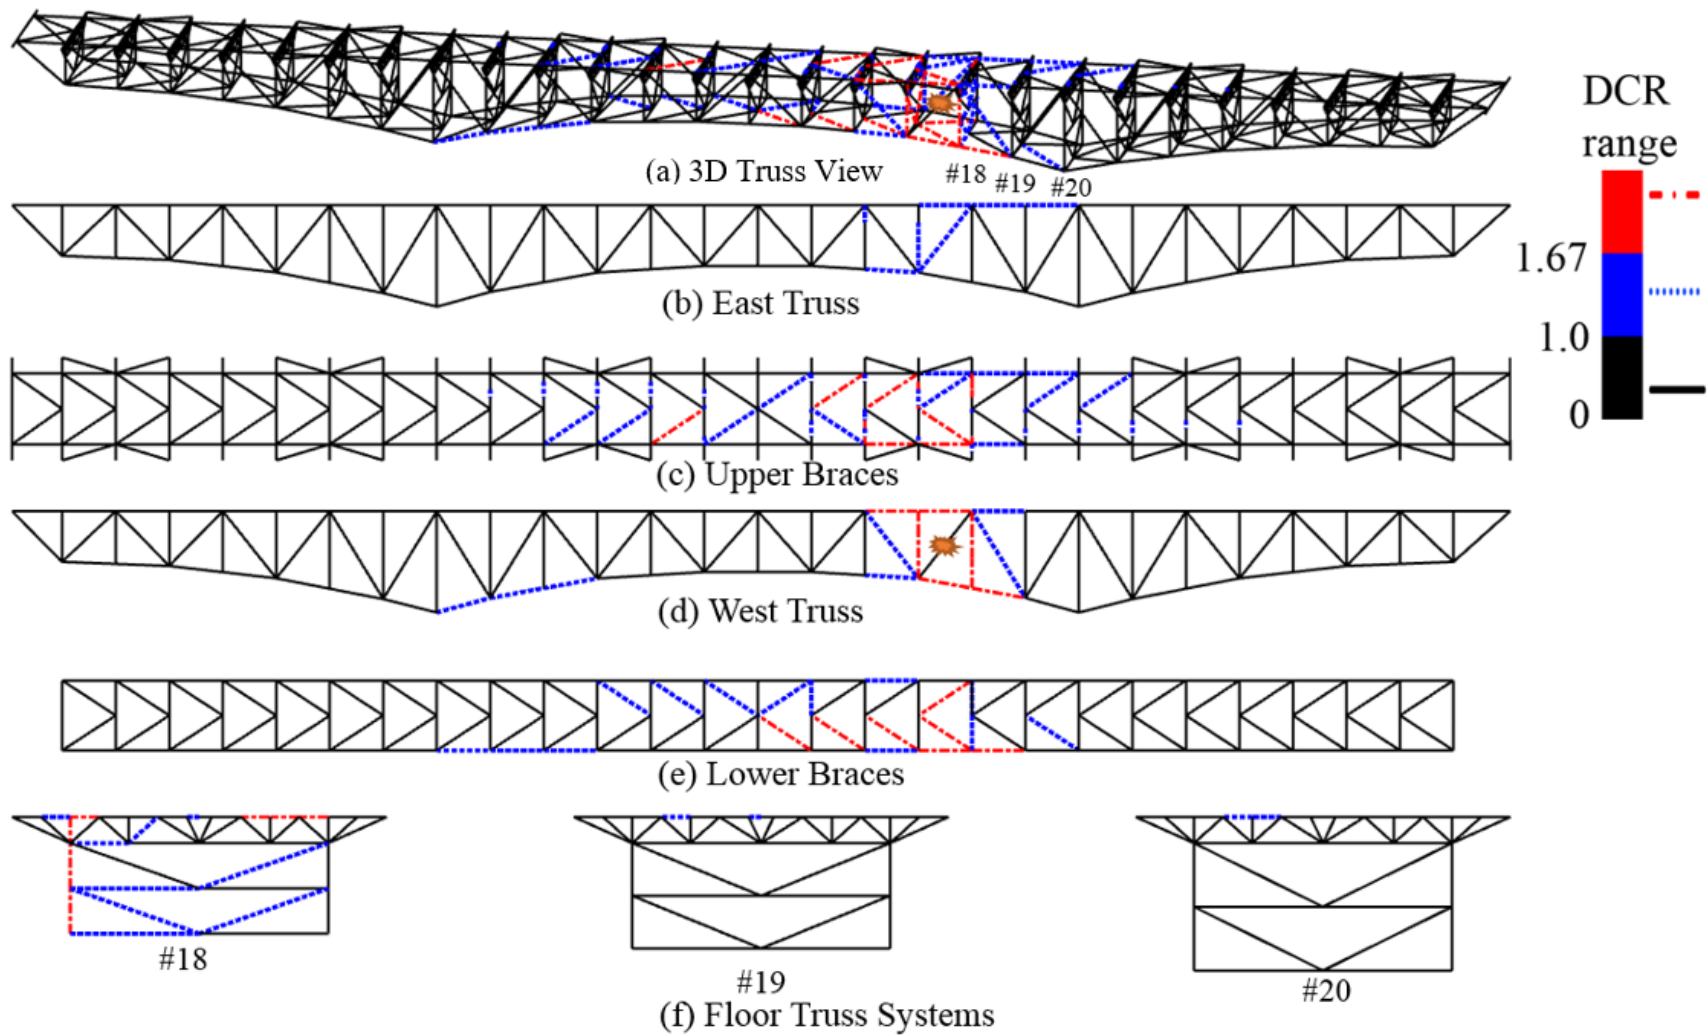 DCR
range
1.67
1.0
0
(a) 3D Truss View
#18 #19 #20
(b) East Truss
(c) Upper Braces
(d) West Truss
(e) Lower Braces
#18
#19
#20
(f) Floor Truss Systems